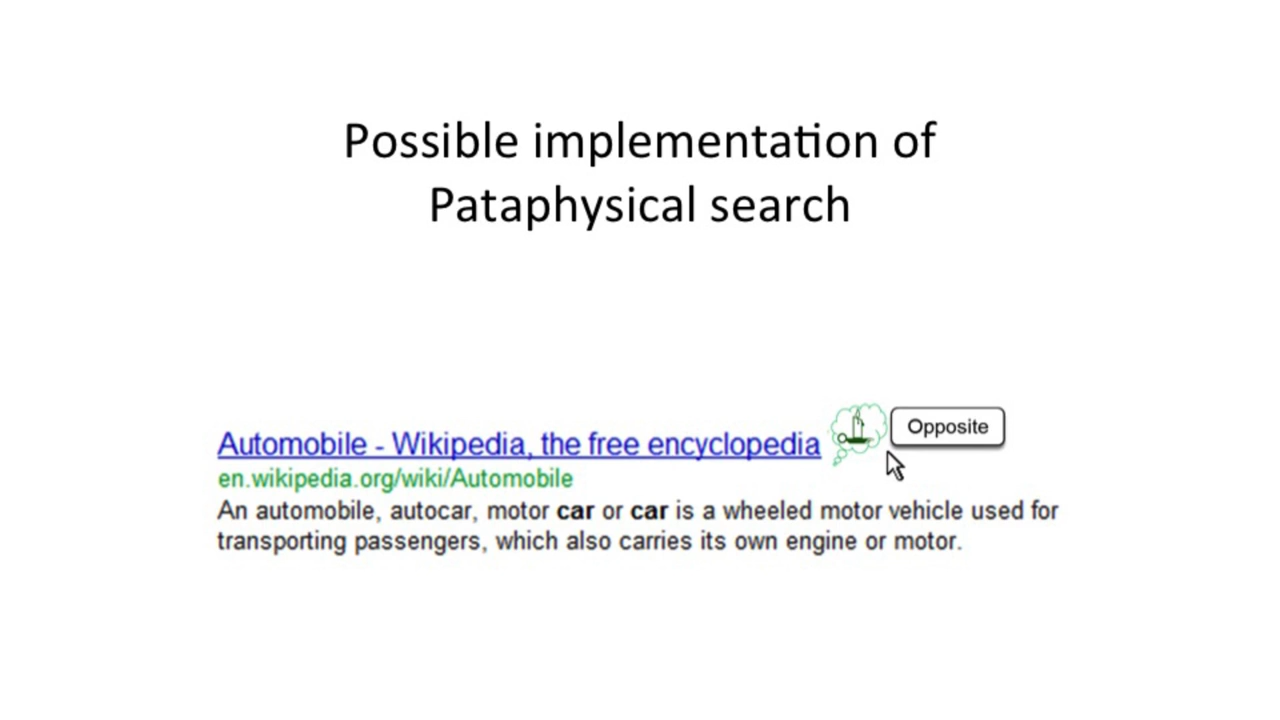 Possible implementation of
Pataphysical search
Automobile - Wikipedia, the free encyclopedia
Opposite
en.wikipedia.org/wiki/Automobile
An automobile, autocar, motor car or car is a wheeled motor vehicle used for
transporting passengers, which also carries its own engine or motor.